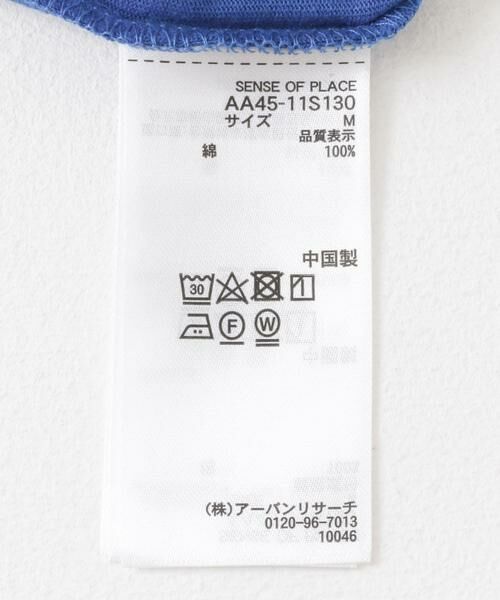 SENSE OF PLACE
AA45-11S130
サイズ M
品質表示
綿 100%
中国製
30
F W
(株)アーバンリサーチ
0120-96-7013
10046